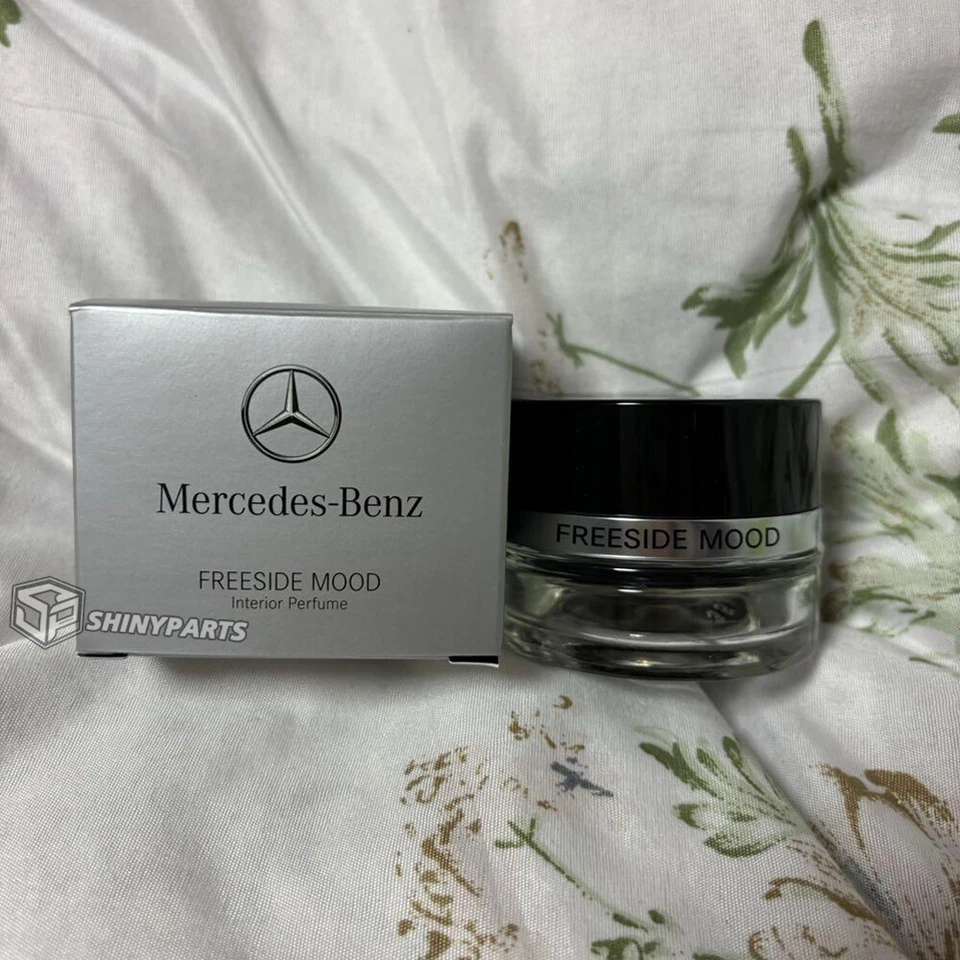 Mercedes-Benz
FREESIDE MOOD
Interior Perfume
FREESIDE MOOD
SHINYPARTS